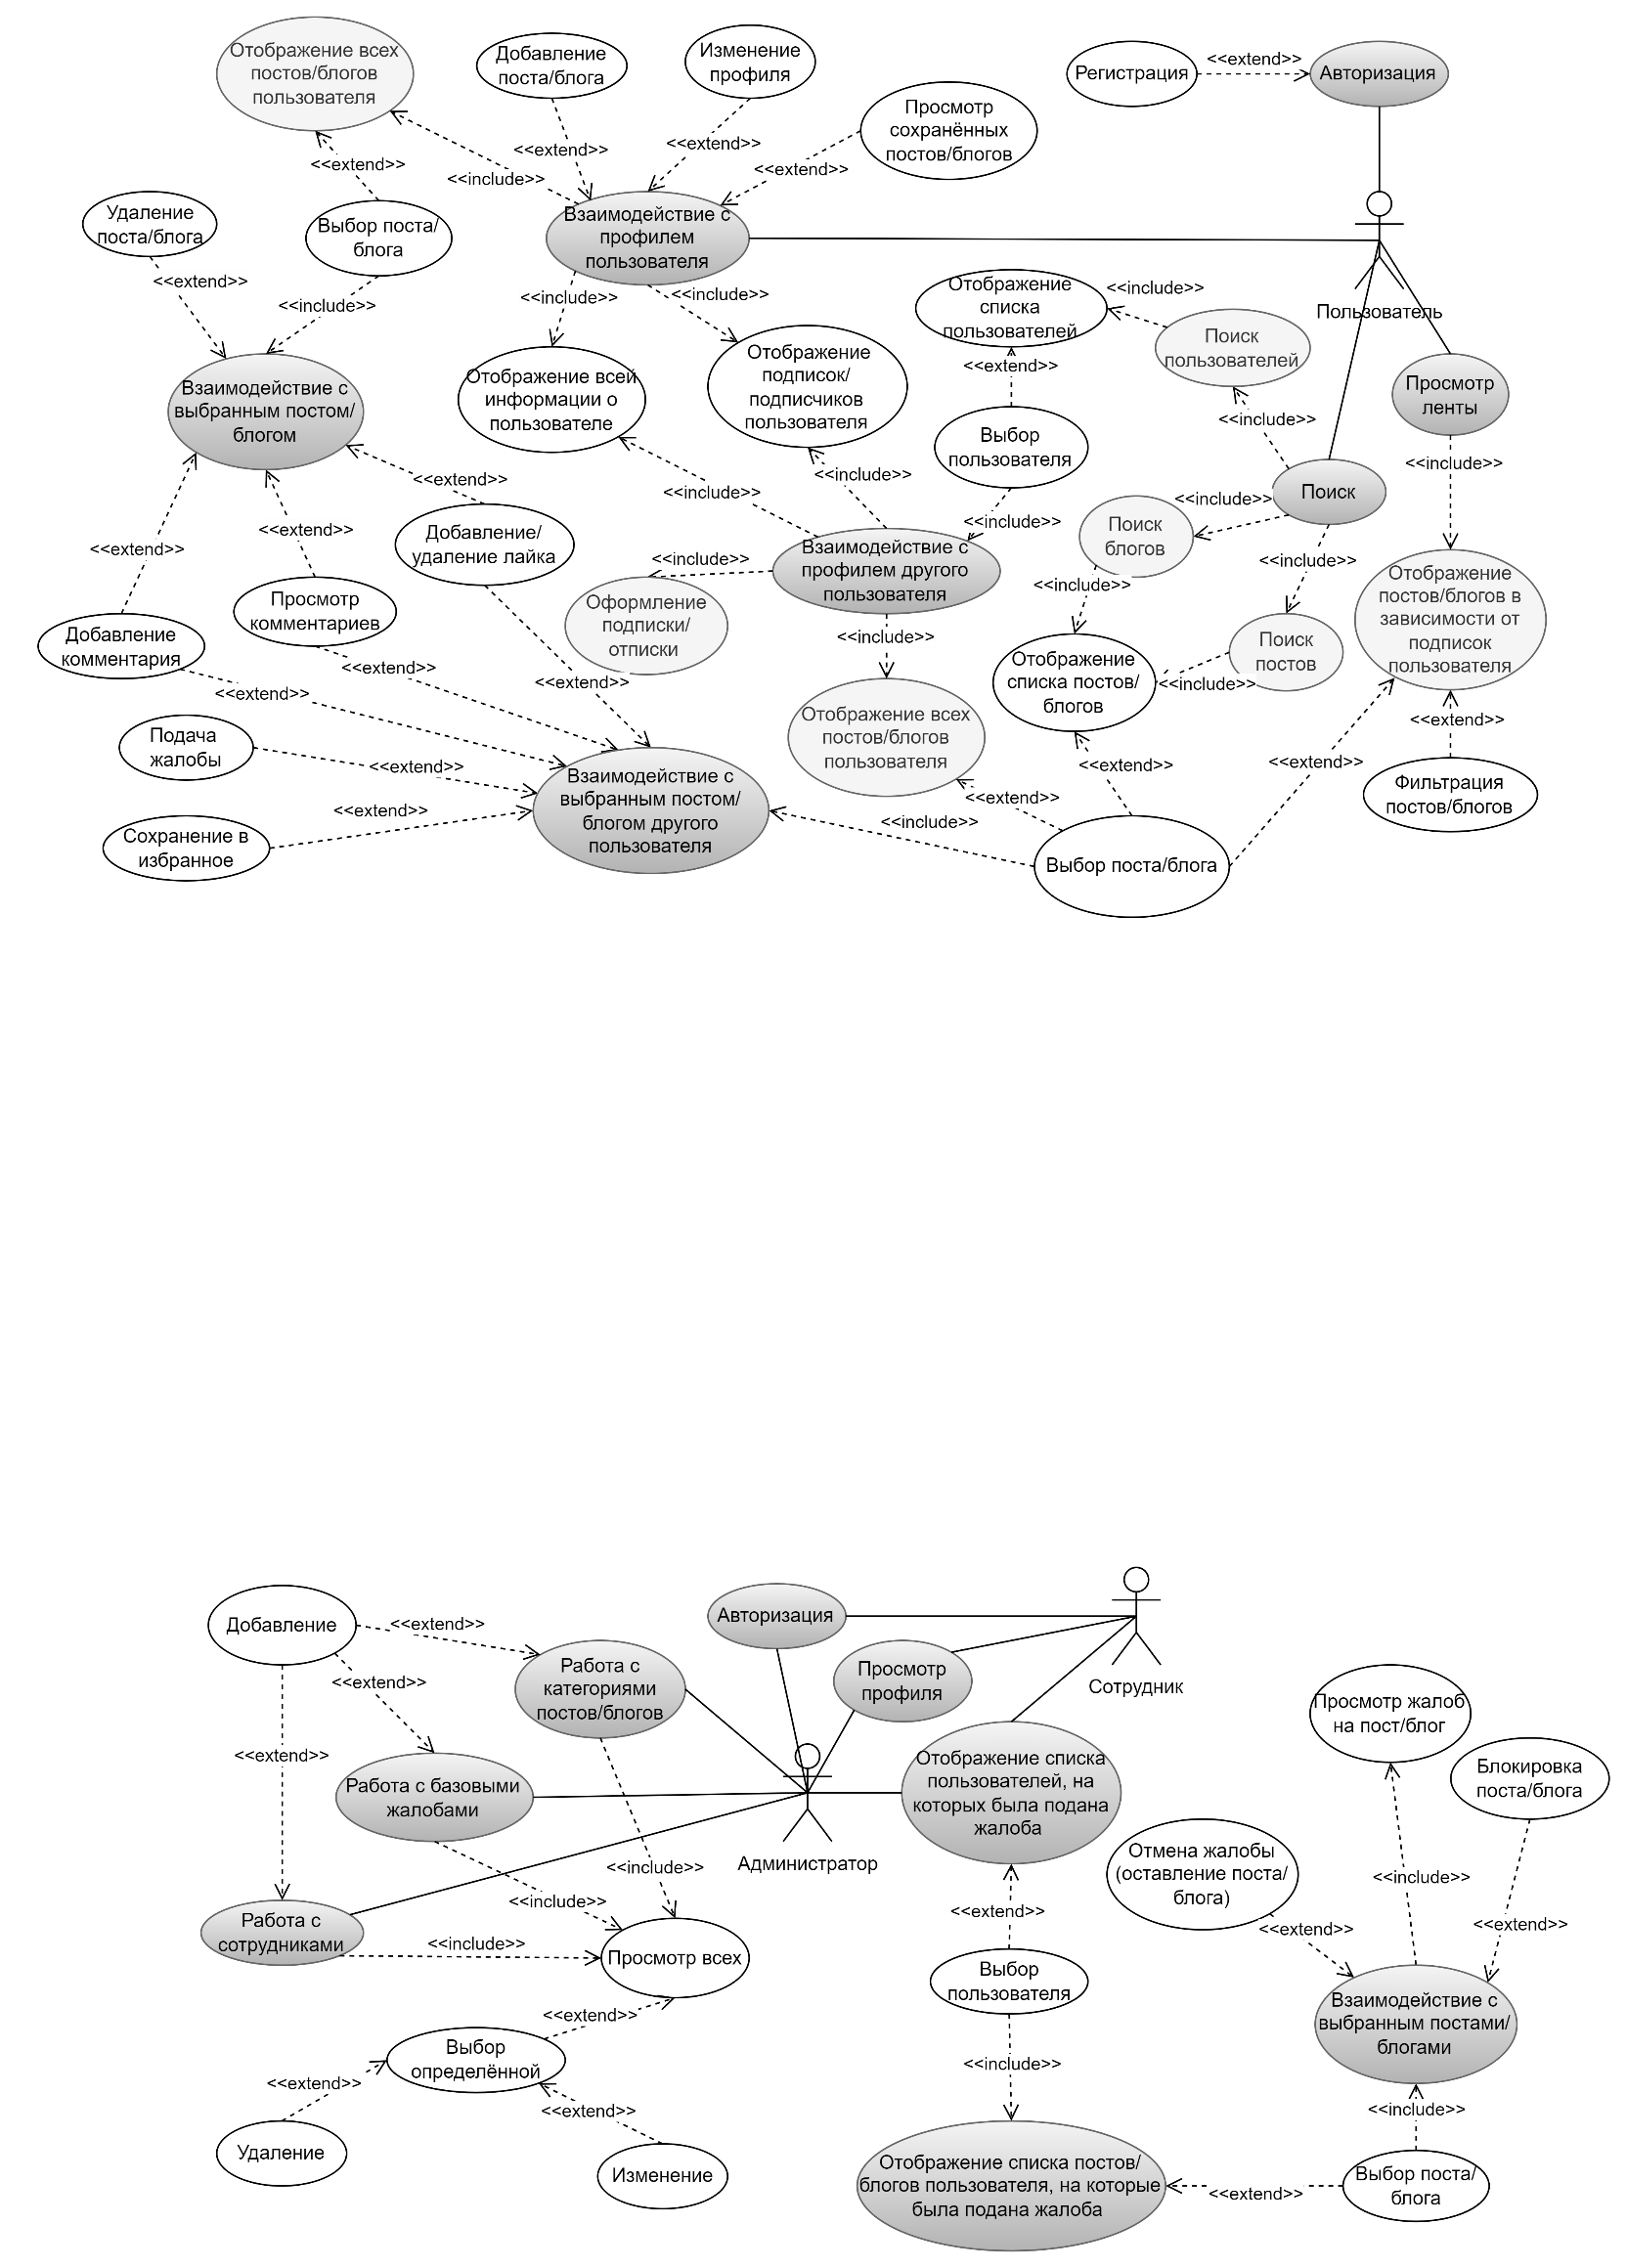 Отображение всех
постов/блогов
пользователя
Добавление
поста/блога
Изменение
профиля
Просмотр
сохранённых
постов/блогов
Регистрация
<<extend>>
Авторизация
<<extend>>
<<include>>
<<extend>>
<<extend>>
<<extend>>
Удаление
поста/блога
Выбор поста/
блога
Взаимодействие с
профилем
пользователя
<<extend>>
<<include>>
<<include>>
<<include>>
Отображение
списка
пользователей
<<include>>
Пользователь
Поиск
пользователей
Взаимодействие с
выбранным постом/
блогом
Отображение всей
информации о
пользователе
Отображение
подписок/
подписчиков
пользователя
<<extend>>
Просмотр
ленты
Выбор
пользователя
<<include>>
<<include>>
<<extend>>
<<include>>
<<include>>
<<include>>
Поиск
<<extend>>
<<extend>>
Добавление/
удаление лайка
<<include>>
Взаимодействие с
профилем другого
пользователя
<<include>>
Поиск
блогов
<<include>>
<<include>>
Отображение
постов/блогов в
зависимости от
подписок
пользователя
Добавление
комментария
Просмотр
комментариев
Оформление
подписки/
отписки
<<include>>
Отображение
списка постов/
блогов
<<include>>
Поиск
постов
<<extend>>
<<extend>>
<<extend>>
Подача
жалобы
<<extend>>
Отображение всех
постов/блогов
пользователя
<<extend>>
<<extend>>
<<extend>>
Фильтрация
постов/блогов
Сохранение в
избранное
<<extend>>
Взаимодействие с
выбранным постом/
блогом другого
пользователя
<<include>>
<<extend>>
Выбор поста/блога
Добавление
<<extend>>
Авторизация
Сотрудник
<<extend>>
Работа с
категориями
постов/блогов
Просмотр
профиля
Просмотр жалоб
на пост/блог
<<extend>>
Работа с базовыми
жалобами
Администратор
Отображение списка
пользователей, на
которых была подана
жалоба
Блокировка
поста/блога
Отмена жалобы
(оставление поста/
блога)
<<include>>
<<include>>
<<include>>
<<extend>>
<<extend>>
<<extend>>
Работа с
сотрудниками
<<include>>
Просмотр всех
Выбор
пользователя
<<extend>>
Взаимодействие с
выбранным постами/
блогами
Выбор
определённой
<<include>>
<<extend>>
<<extend>>
<<include>>
Удаление
Изменение
Отображение списка постов/
блогов пользователя, на которые
была подана жалоба
<<extend>>
Выбор поста/
блога